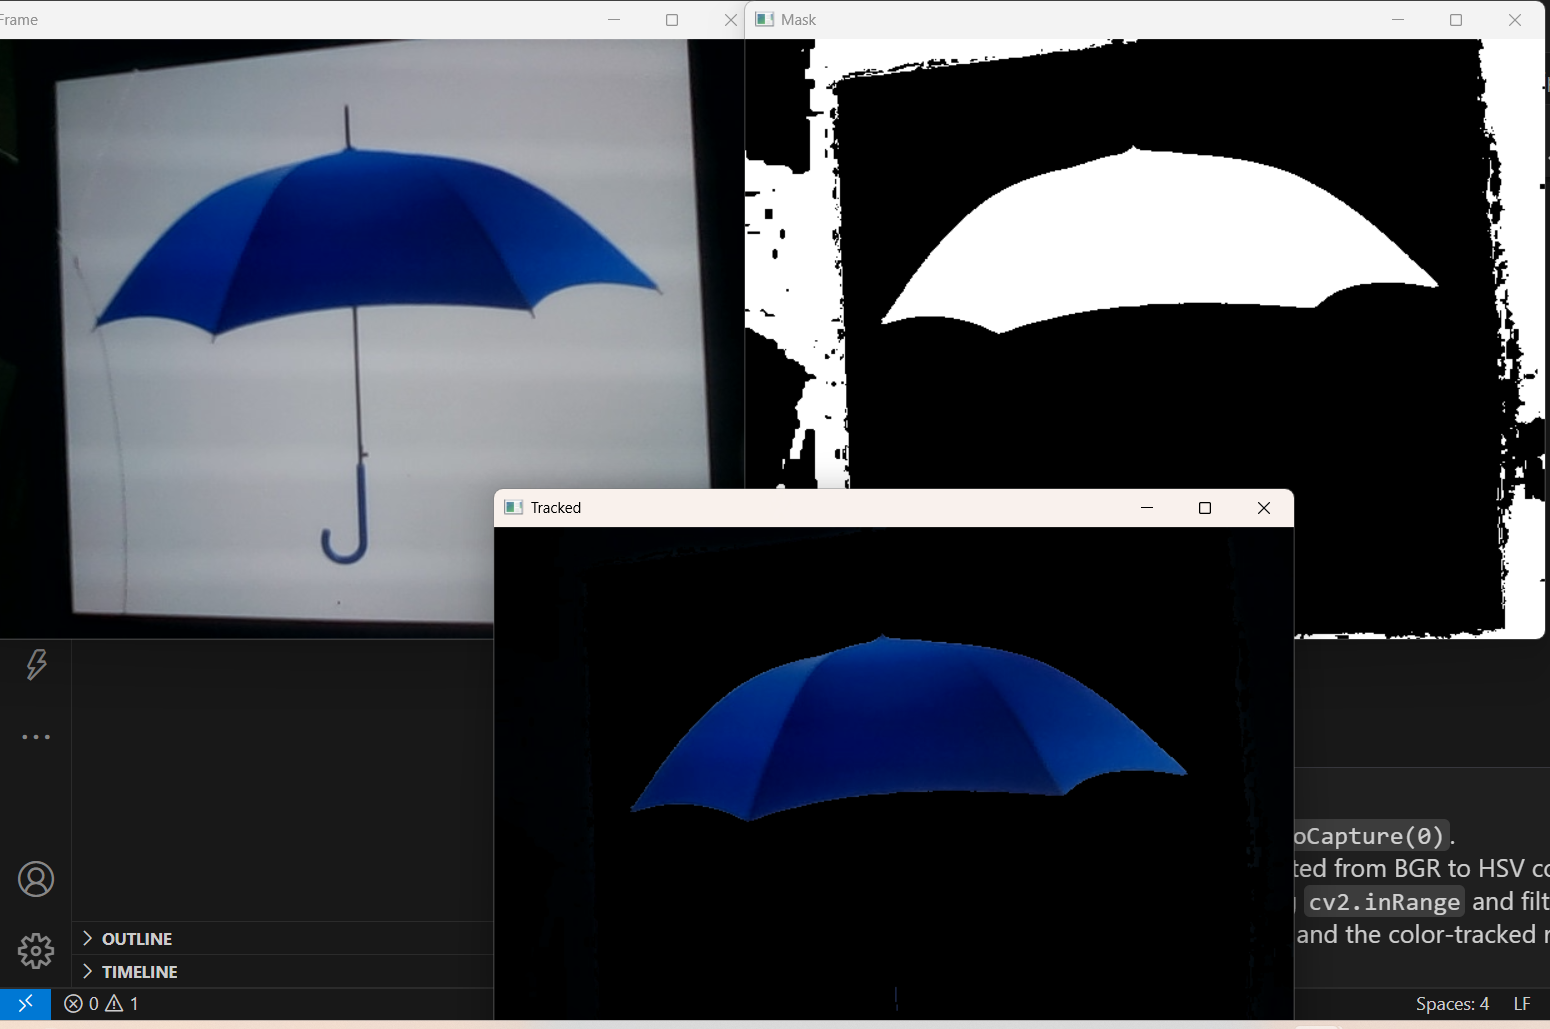 Frame
Mask
Tracked
oCapture(0).
ted from BGR to HSV co
cv2.inRange and filt
and the color-tracked r
OUTLINE
TIMELINE
0 1
Spaces: 4 LF